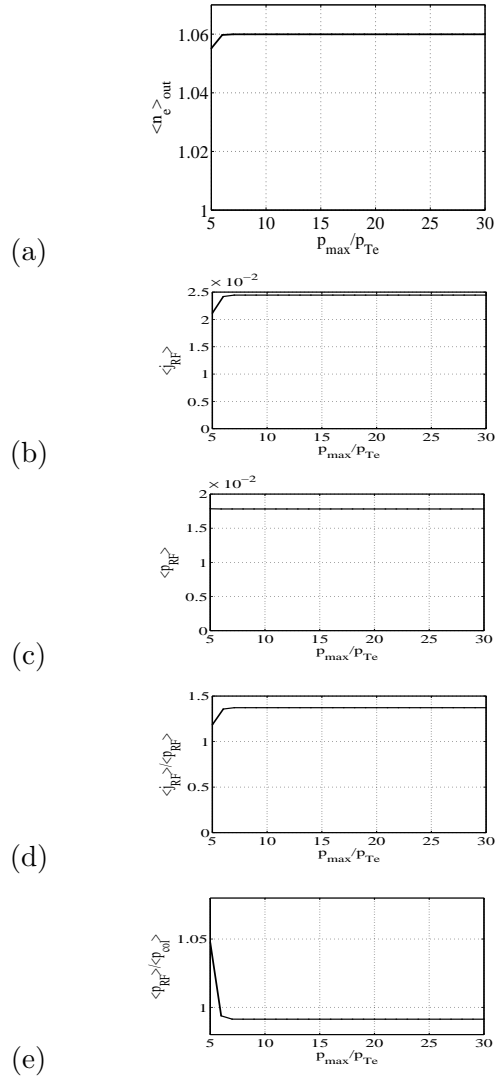 1.06
1.04
1.02
1
<n_e>_out
5 10 15 20 25 30
p_max/p_Te
(a)
× 10^−2
2.5
2
1.5
1
0.5
0
<j_RF>
5 10 15 20 25 30
p_max/p_Te
(b)
× 10^−2
2
1.5
1
0.5
0
<p_RF>
5 10 15 20 25 30
p_max/p_Te
(c)
1.5
1
0.5
0
<j_RF>/<p_RF>
5 10 15 20 25 30
p_max/p_Te
(d)
1.05
1
<p_RF>/<p_col>
5 10 15 20 25 30
p_max/p_Te
(e)